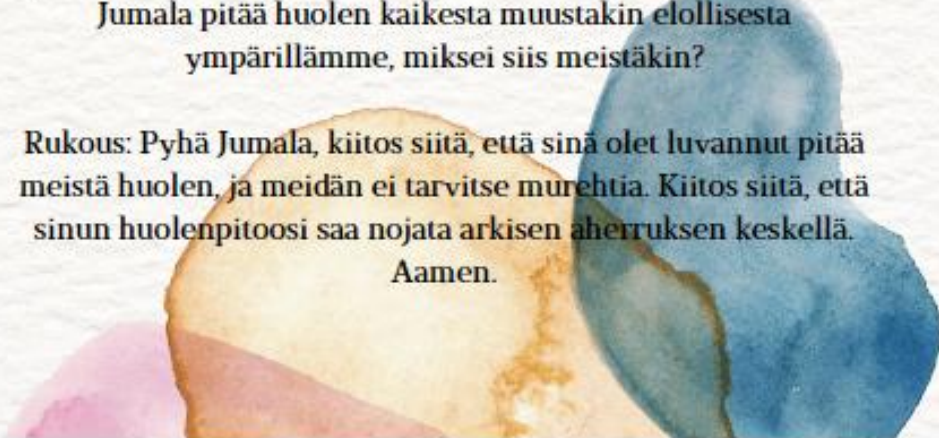 Jumala pitää huolen kaikesta muustakin elollisesta
ympärillämme, miksei siis meistäkin?
Rukous: Pyhä Jumala, kiitos siitä, että sinä olet luvannut pitää
meistä huolen, ja meidän ei tarvitse murehtia. Kiitos siitä, että
sinun huolenpitoosi saa nojata arkisen aherruksen keskellä.
Aamen.